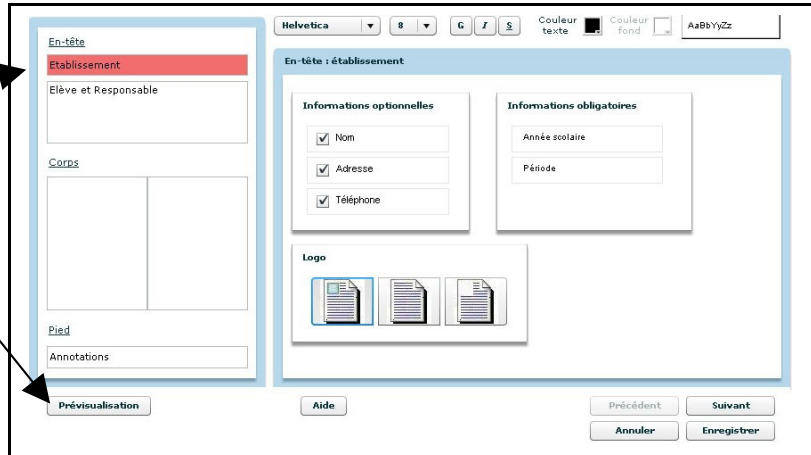 Helvetica 8 G I S Couleur texte Couleur fond AaBbYyZz
En-tête
Etablissement
Elève et Responsable
Corps
Pied
Annotations
En-tête : établissement
Informations optionnelles
Nom
Adresse
Téléphone
Informations obligatoires
Année scolaire
Période
Logo
Prévisualisation
Aide
Précédent
Suivant
Annuler
Enregistrer